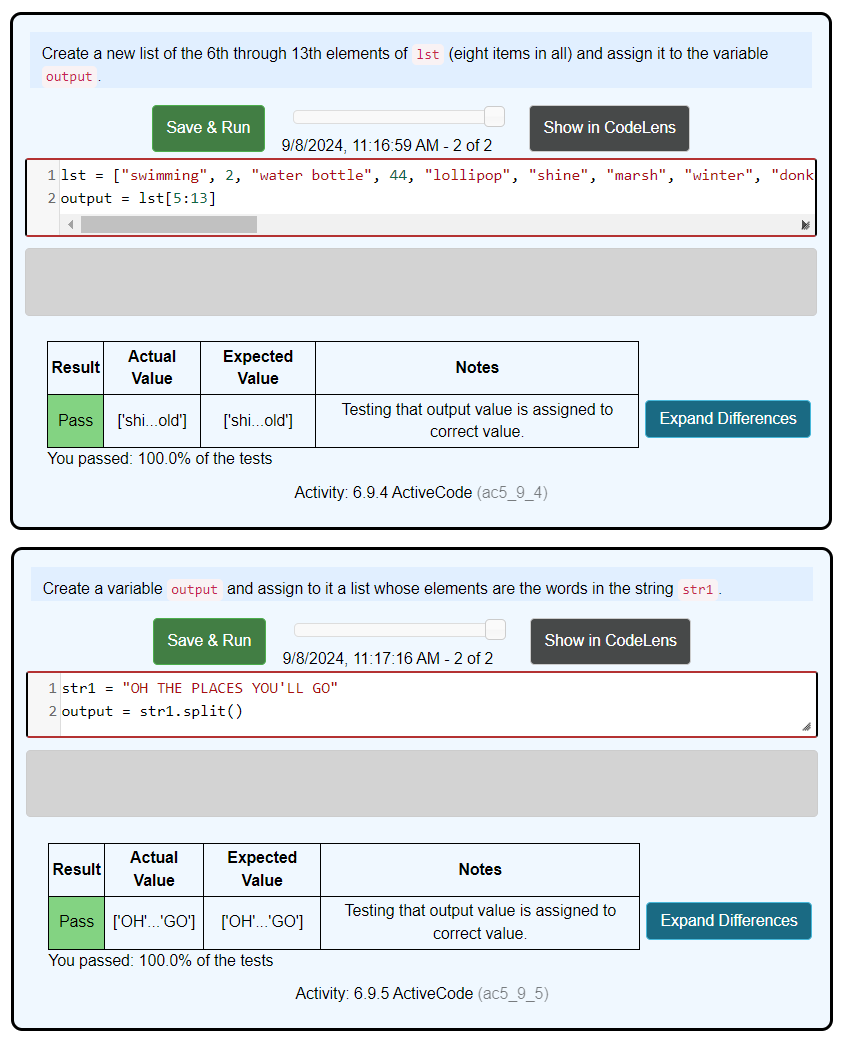 Create a new list of the 6th through 13th elements of lst (eight items in all) and assign it to the variable
output .
Save & Run
9/8/2024, 11:16:59 AM - 2 of 2
Show in CodeLens
1 lst = ["swimming", 2, "water bottle", 44, "lollipop", "shine", "marsh", "winter", "donk
2 output = lst[5:13]
Result Actual Value Expected Value Notes
Pass ['shi...old'] ['shi...old'] Testing that output value is assigned to correct value.
Expand Differences
You passed: 100.0% of the tests
Activity: 6.9.4 ActiveCode (ac5_9_4)
Create a variable output and assign to it a list whose elements are the words in the string str1 .
Save & Run
9/8/2024, 11:17:16 AM - 2 of 2
Show in CodeLens
1 str1 = "OH THE PLACES YOU'LL GO"
2 output = str1.split()
Result Actual Value Expected Value Notes
Pass ['OH'...'GO'] ['OH'...'GO'] Testing that output value is assigned to correct value.
Expand Differences
You passed: 100.0% of the tests
Activity: 6.9.5 ActiveCode (ac5_9_5)